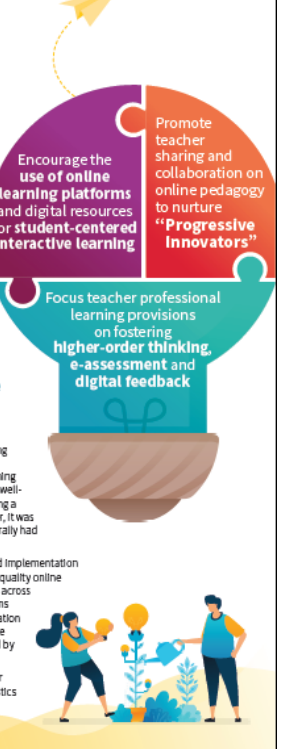 Encourage the
use of online
learning platforms
and digital resources
or student-centered
nteractive learning
Promote
teacher
sharing and
collaboration on
online pedagogy
to nurture
“Progressive
Innovators”
Focus teacher professional
learning provisions
on fostering
higher-order thinking,
e-assessment and
digital feedback
well-
ng a
r, it was
rally had
d implementation
quality online
across
ns
ation
e
l by
r
tics